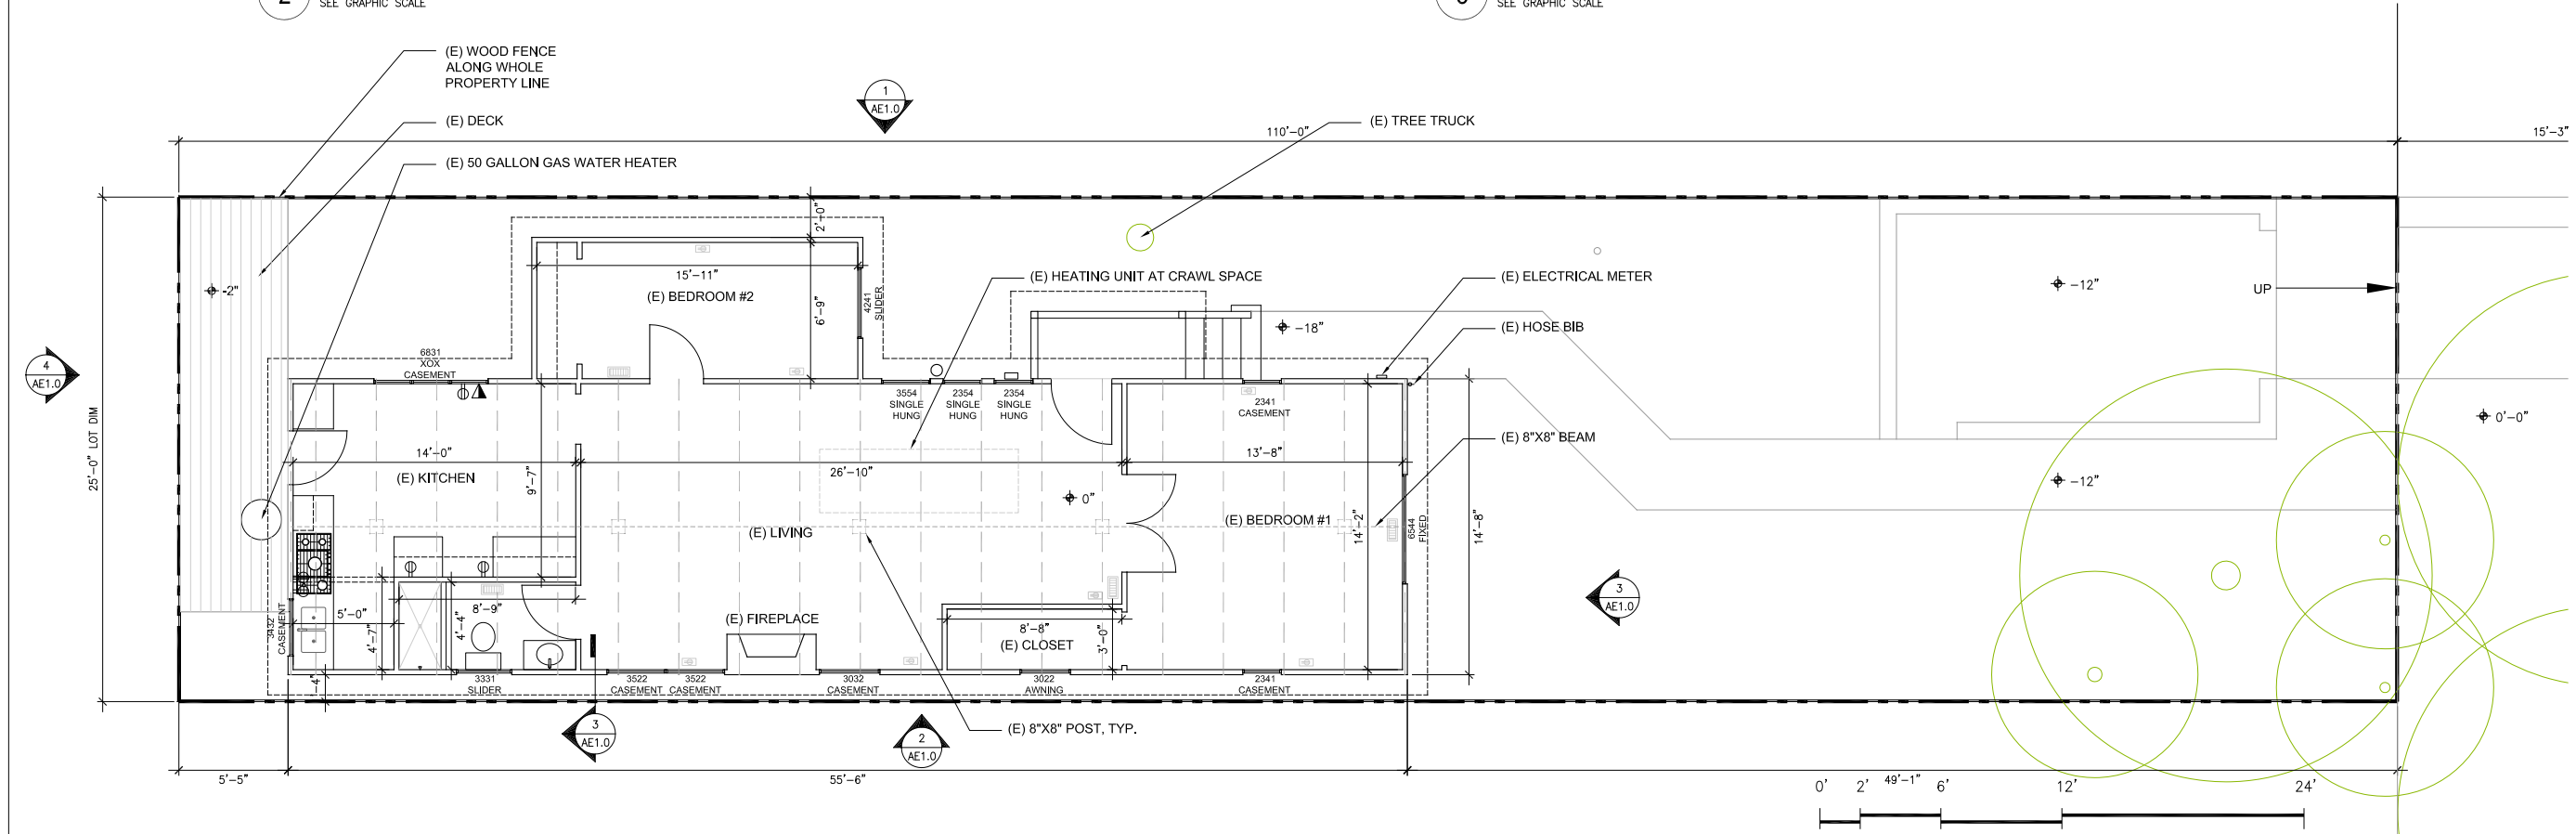 2
SEE GRAPHIC SCALE
SEE GRAPHIC SCALE
(E) WOOD FENCE
ALONG WHOLE
PROPERTY LINE
(E) DECK
(E) 50 GALLON GAS WATER HEATER
1
AE1.0
110'-0"
(E) TREE TRUCK
15'-3"
2'-0"
15'-11"
(E) BEDROOM #2
6'-9"
4241
SLIDER
(E) HEATING UNIT AT CRAWL SPACE
(E) ELECTRICAL METER
(E) HOSE BIB
(E) 8"X8" BEAM
-2"
-18"
-12"
UP
4
AE1.0
25'-0" LOT DIM
6831
XOX
CASEMENT
3554
SINGLE
HUNG
2354
SINGLE
HUNG
2354
SINGLE
HUNG
2341
CASEMENT
0'-0"
14'-0"
(E) KITCHEN
9'-7"
26'-10"
0"
13'-8"
(E) BEDROOM #1
14'-2"
6544
FIXED
14'-8"
-12"
(E) LIVING
3432
CASEMENT
5'-0"
4'-7"
4'-4"
8'-9"
(E) FIREPLACE
8'-8"
(E) CLOSET
3'-0"
3
AE1.0
3331
SLIDER
3522
CASEMENT
3522
CASEMENT
3032
CASEMENT
3022
AWNING
2341
CASEMENT
3
AE1.0
2
AE1.0
(E) 8"X8" POST, TYP.
5'-5"
55'-6"
49'-1"
0'
2'
6'
12'
24'